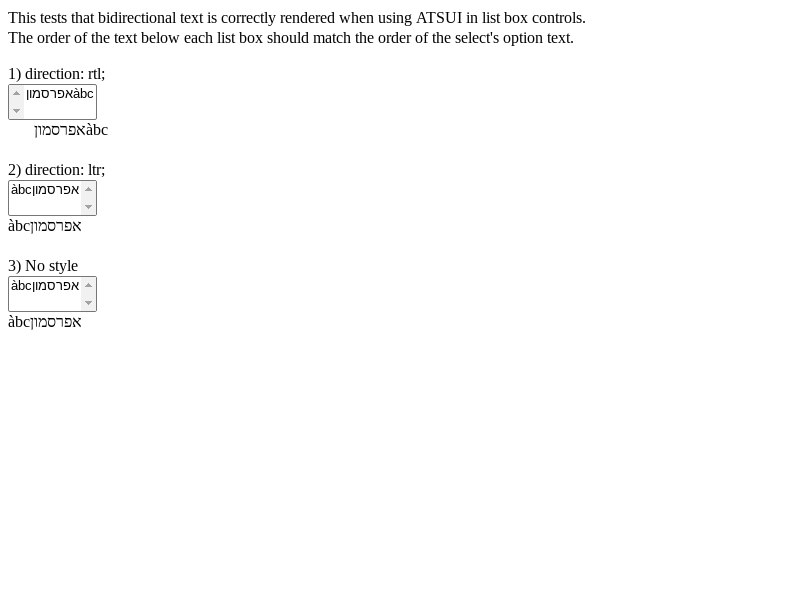 This tests that bidirectional text is correctly rendered when using ATSUI in list box controls.
The order of the text below each list box should match the order of the select's option text.
1) direction: rtl;
àbcאפרסמון
àbcאפרסמון
2) direction: ltr;
àbcאפרסמון
àbcאפרסמון
3) No style
àbcאפרסמון
àbcאפרסמון